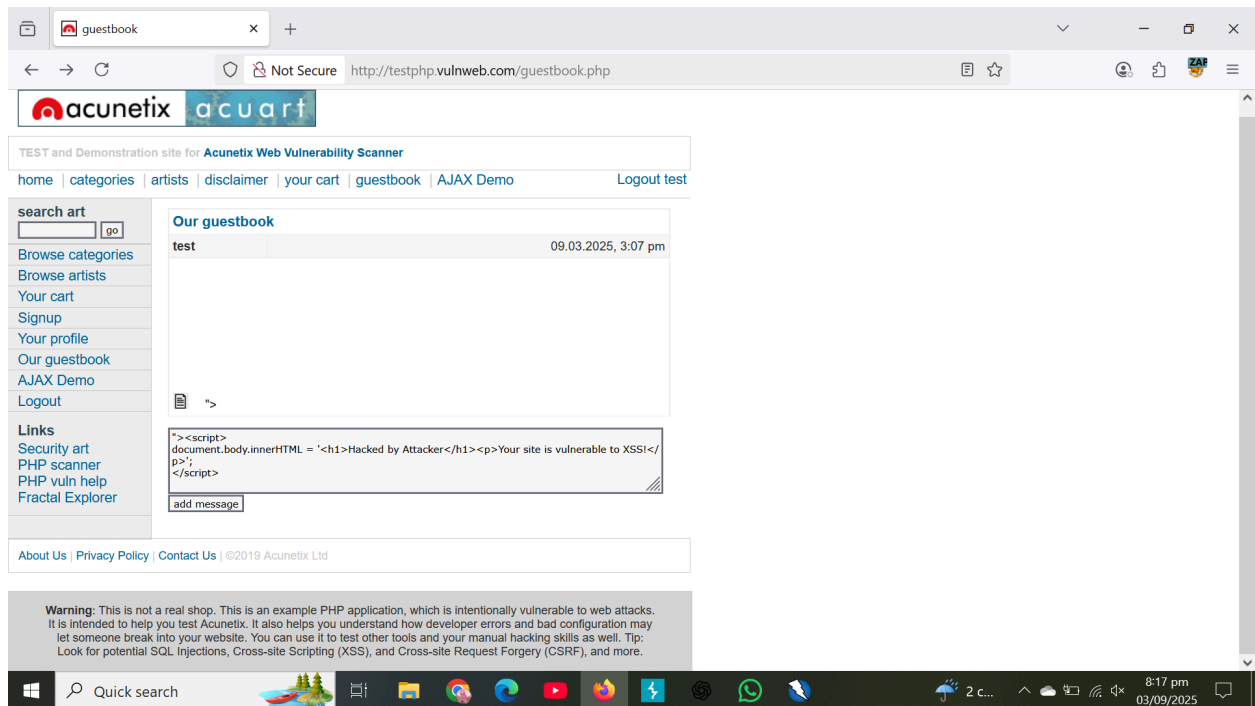 guestbook
Not Secure http://testphp.vulnweb.com/guestbook.php
ZAP
acunetix acuart
TEST and Demonstration site for Acunetix Web Vulnerability Scanner
home | categories | artists | disclaimer | your cart | guestbook | AJAX Demo Logout test
search art
go
Browse categories
Browse artists
Your cart
Signup
Your profile
Our guestbook
AJAX Demo
Logout
Links
Security art
PHP scanner
PHP vuln help
Fractal Explorer
Our guestbook
test 09.03.2025, 3:07 pm
">
"><script>
document.body.innerHTML = '<h1>Hacked by Attacker</h1><p>Your site is vulnerable to XSS!</
p>';
</script>
add message
About Us | Privacy Policy | Contact Us | ©2019 Acunetix Ltd
Warning: This is not a real shop. This is an example PHP application, which is intentionally vulnerable to web attacks.
It is intended to help you test Acunetix. It also helps you understand how developer errors and bad configuration may
let someone break into your website. You can use it to test other tools and your manual hacking skills as well. Tip:
Look for potential SQL Injections, Cross-site Scripting (XSS), and Cross-site Request Forgery (CSRF), and more.
Quick search
2 c...
8:17 pm
03/09/2025